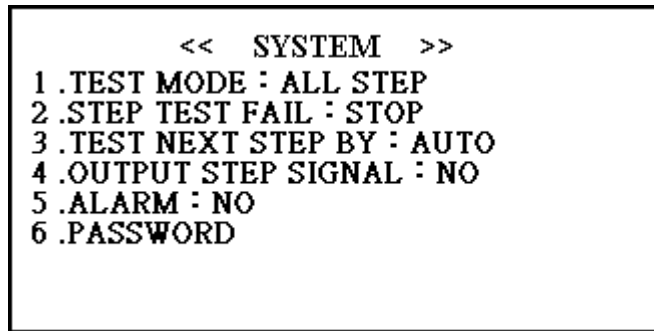 << SYSTEM >>
1 .TEST MODE : ALL STEP
2 .STEP TEST FAIL : STOP
3 .TEST NEXT STEP BY : AUTO
4 .OUTPUT STEP SIGNAL : NO
5 .ALARM : NO
6 .PASSWORD